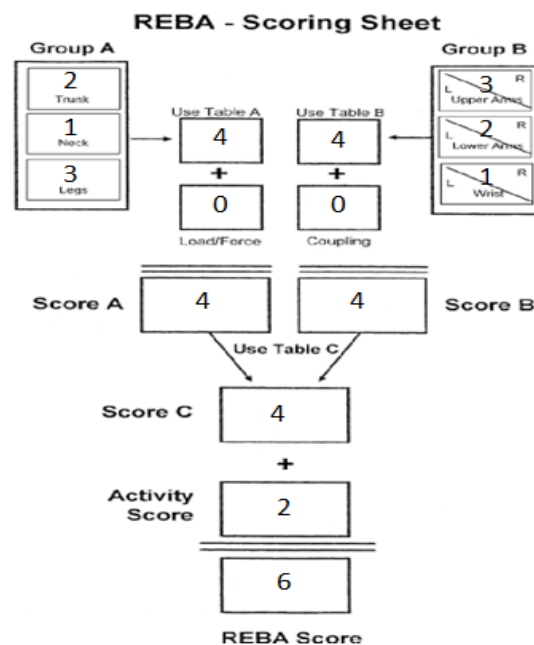 REBA - Scoring Sheet
Group A
Group B
2
Trunk
1
Neck
3
Legs
Use Table A
4
+
0
Load/Force
Use Table B
4
+
0
Coupling
L 3 R
Upper Arms
L 2 R
Lower Arms
L 1 R
Wrist
Score A
4
4
Score B
Use Table C
Score C
4
+
Activity
Score
2
6
REBA Score